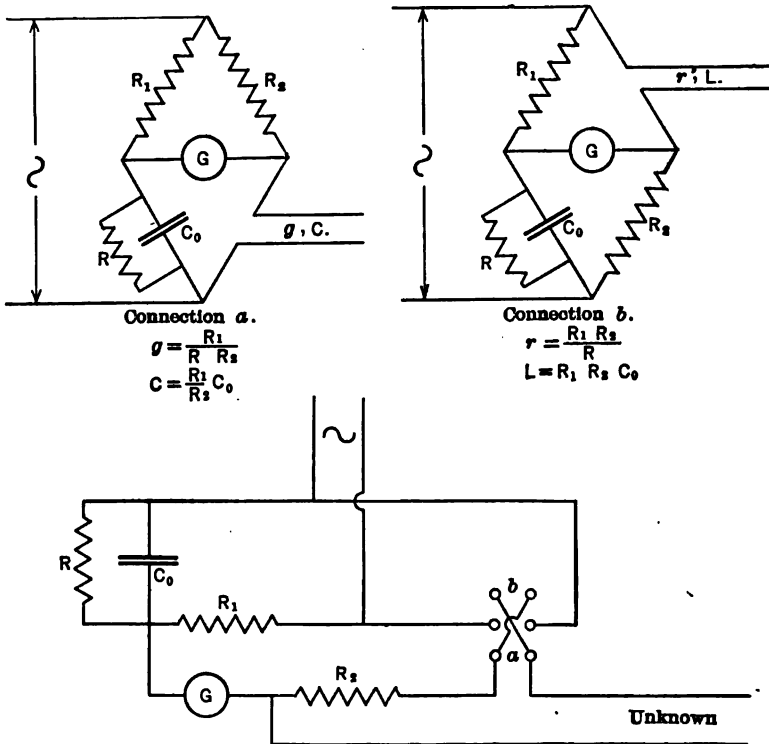 R₁
R₂
G
C₀
R
g, C.
Connection a.
g = R₁ / R R₂
C = R₁ / R₂ C₀
R₁
r', L.
G
C₀
R
R₂
Connection b.
r = R₁ R₂ / R
L = R₁ R₂ C₀
R
C₀
R₁
b
a
G
R₂
Unknown